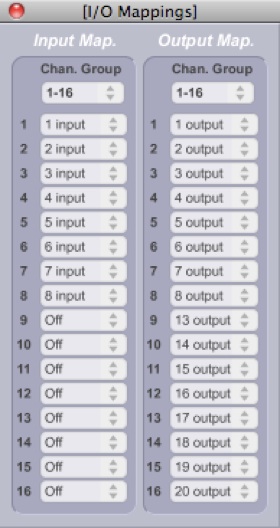 [I/O Mappings]
Input Map. Output Map.
Chan. Group Chan. Group
1-16 1-16
1 1 input 1 1 output
2 2 input 2 2 output
3 3 input 3 3 output
4 4 input 4 4 output
5 5 input 5 5 output
6 6 input 6 6 output
7 7 input 7 7 output
8 8 input 8 8 output
9 Off 9 13 output
10 Off 10 14 output
11 Off 11 15 output
12 Off 12 16 output
13 Off 13 17 output
14 Off 14 18 output
15 Off 15 19 output
16 Off 16 20 output